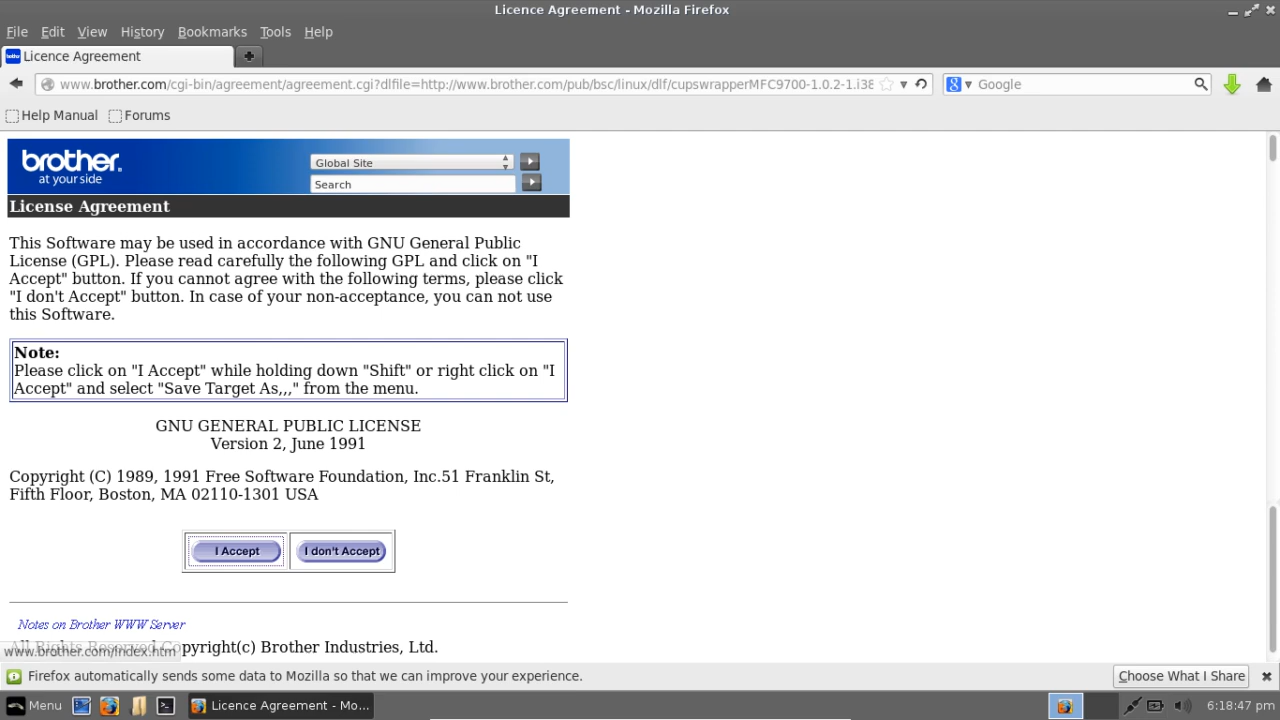 Licence Agreement - Mozilla Firefox
File Edit View History Bookmarks Tools Help
Licence Agreement
www.brother.com/cgi-bin/agreement/agreement.cgi?dlfile=http://www.brother.com/pub/bsc/linux/dlf/cupswrapperMFC9700-1.0.2-1.i38
Google
Help Manual Forums
brother.
at your side
Global Site
Search
License Agreement
This Software may be used in accordance with GNU General Public
License (GPL). Please read carefully the following GPL and click on "I
Accept" button. If you cannot agree with the following terms, please click
"I don't Accept" button. In case of your non-acceptance, you can not use
this Software.
Note:
Please click on "I Accept" while holding down "Shift" or right click on "I
Accept" and select "Save Target As,,," from the menu.
GNU GENERAL PUBLIC LICENSE
Version 2, June 1991
Copyright (C) 1989, 1991 Free Software Foundation, Inc.51 Franklin St,
Fifth Floor, Boston, MA 02110-1301 USA
I Accept I don't Accept
Notes on Brother WWW Server
All Rights Reserved Copyright(c) Brother Industries, Ltd.
www.brother.com/index.htm
Firefox automatically sends some data to Mozilla so that we can improve your experience. Choose What I Share
Menu Licence Agreement - Mo... 6:18:47 pm